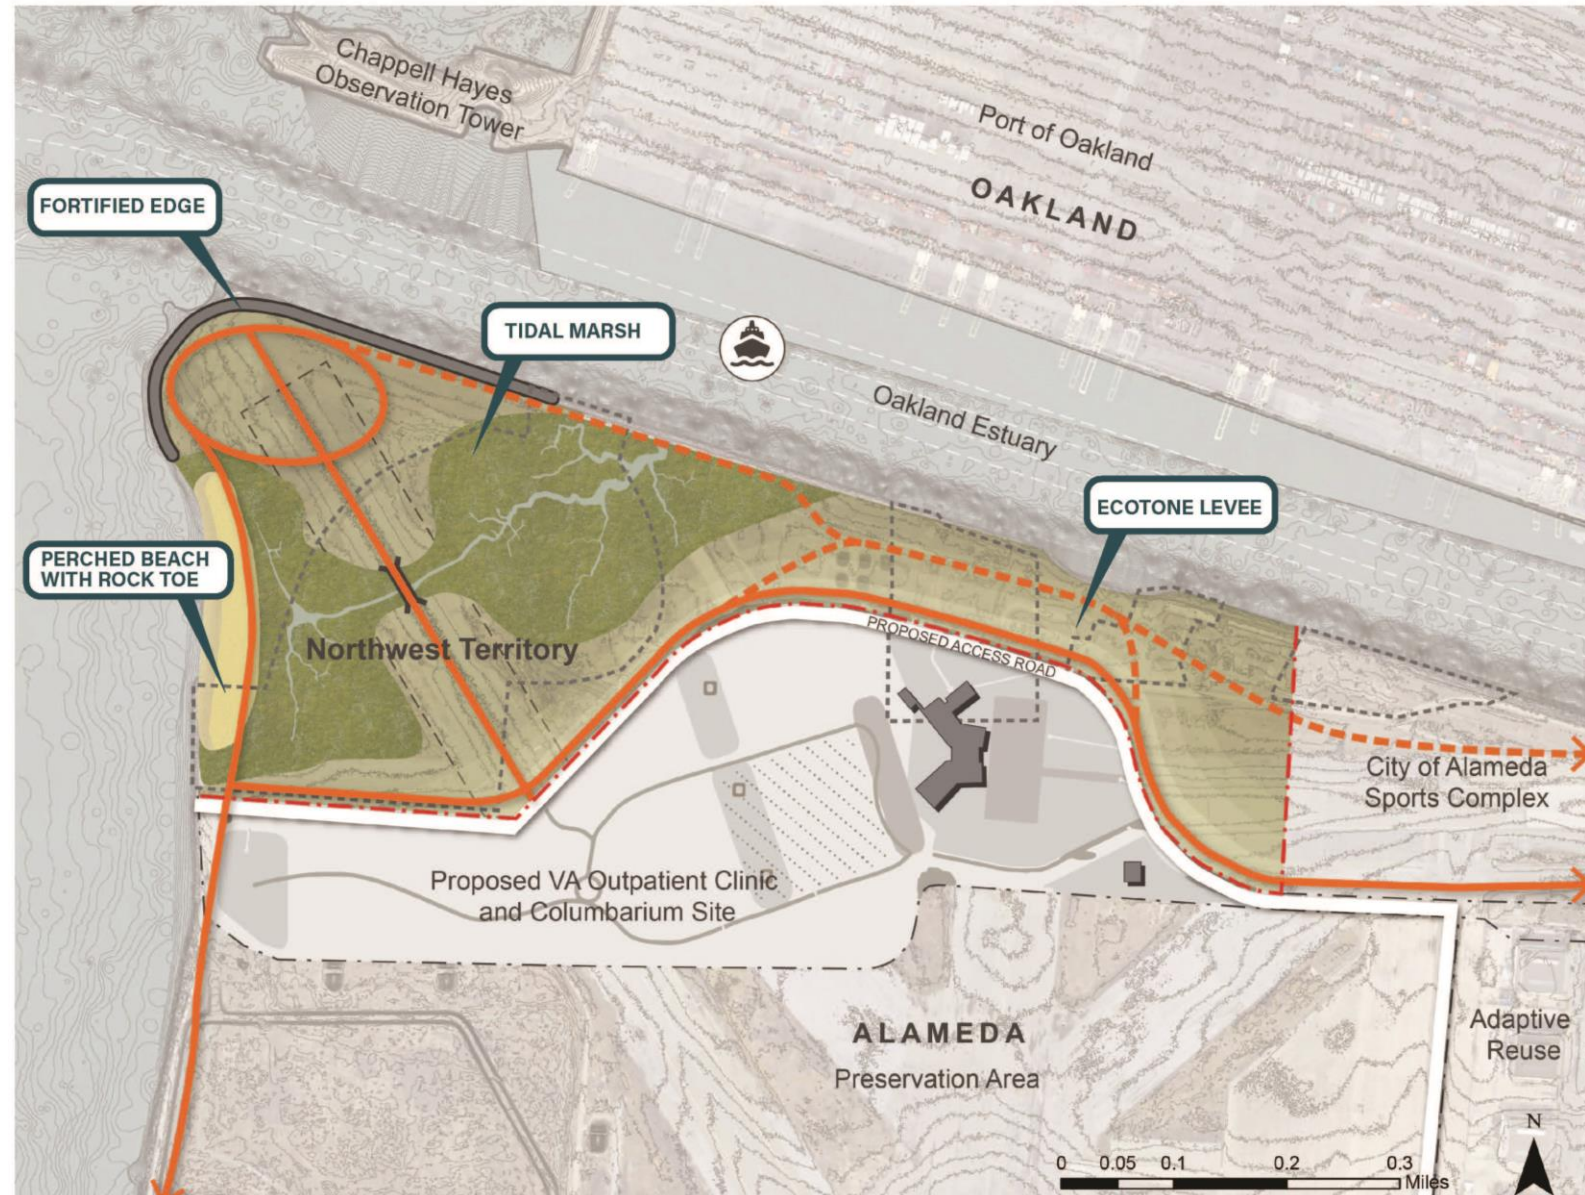 Chappell Hayes
Observation Tower
Port of Oakland
OAKLAND
FORTIFIED EDGE
TIDAL MARSH
Oakland Estuary
ECOTONE LEVEE
PERCHED BEACH
WITH ROCK TOE
PROPOSED ACCESS ROAD
Northwest Territory
City of Alameda
Sports Complex
Proposed VA Outpatient Clinic
and Columbarium Site
ALAMEDA
Preservation Area
Adaptive
Reuse
N
0 0.05 0.1 0.2 0.3
Miles